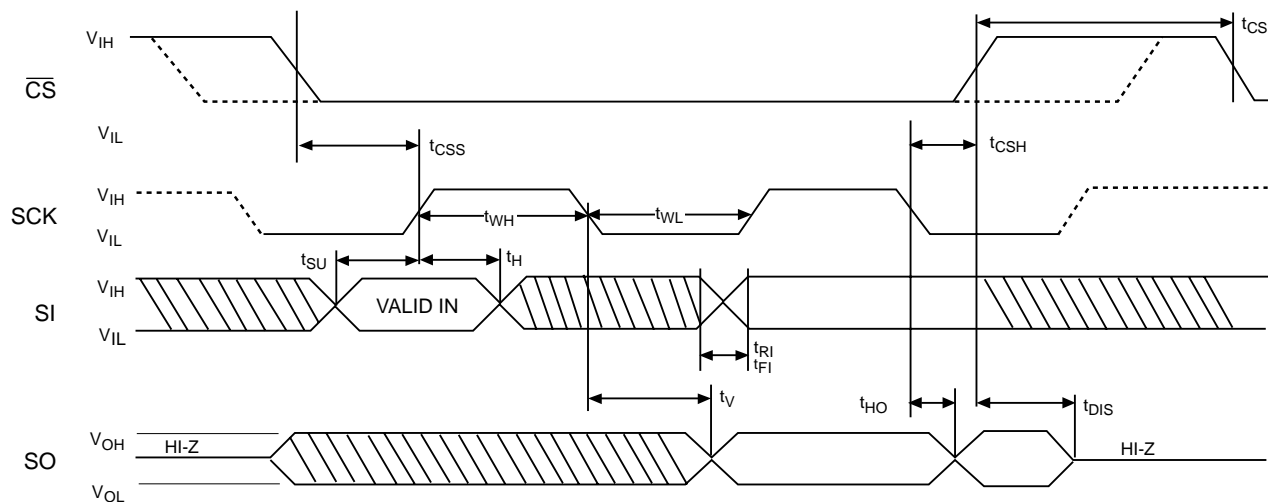 V_IH
t_CS
C̅S̅
V_IL
t_CSS
t_CSH
V_IH
SCK
t_WH
t_WL
V_IL
t_SU
t_H
V_IH
SI
VALID IN
V_IL
t_RI
t_FI
t_V
t_HO
t_DIS
V_OH
HI-Z
HI-Z
SO
V_OL